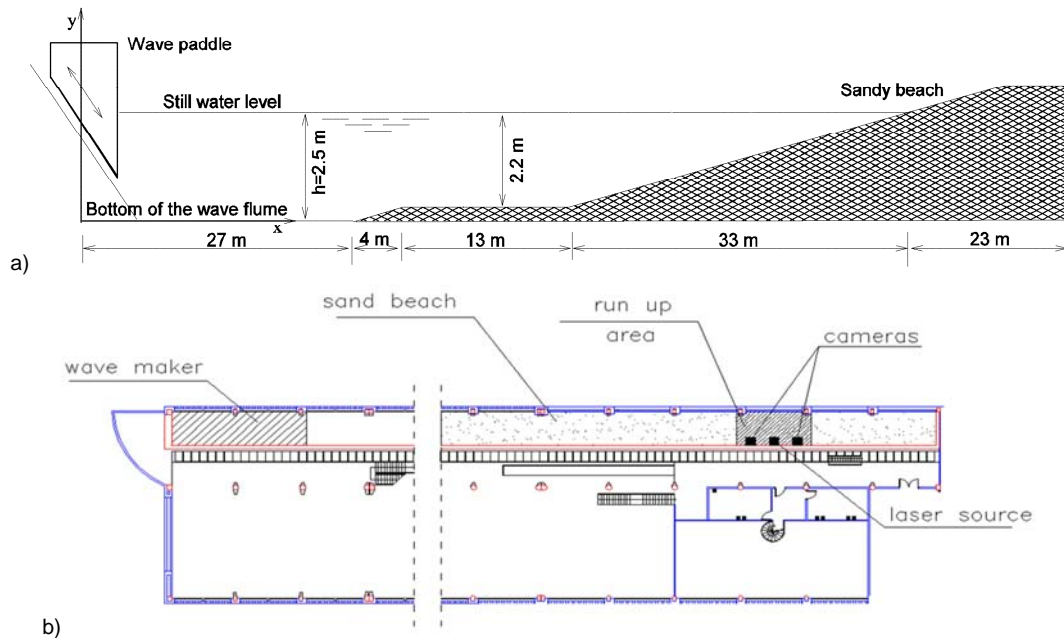 y
Wave paddle
Still water level
Sandy beach
h=2.5 m
2.2 m
Bottom of the wave flume
x
27 m
4 m
13 m
33 m
23 m
a)
sand beach
run up
area
cameras
wave maker
laser source
b)